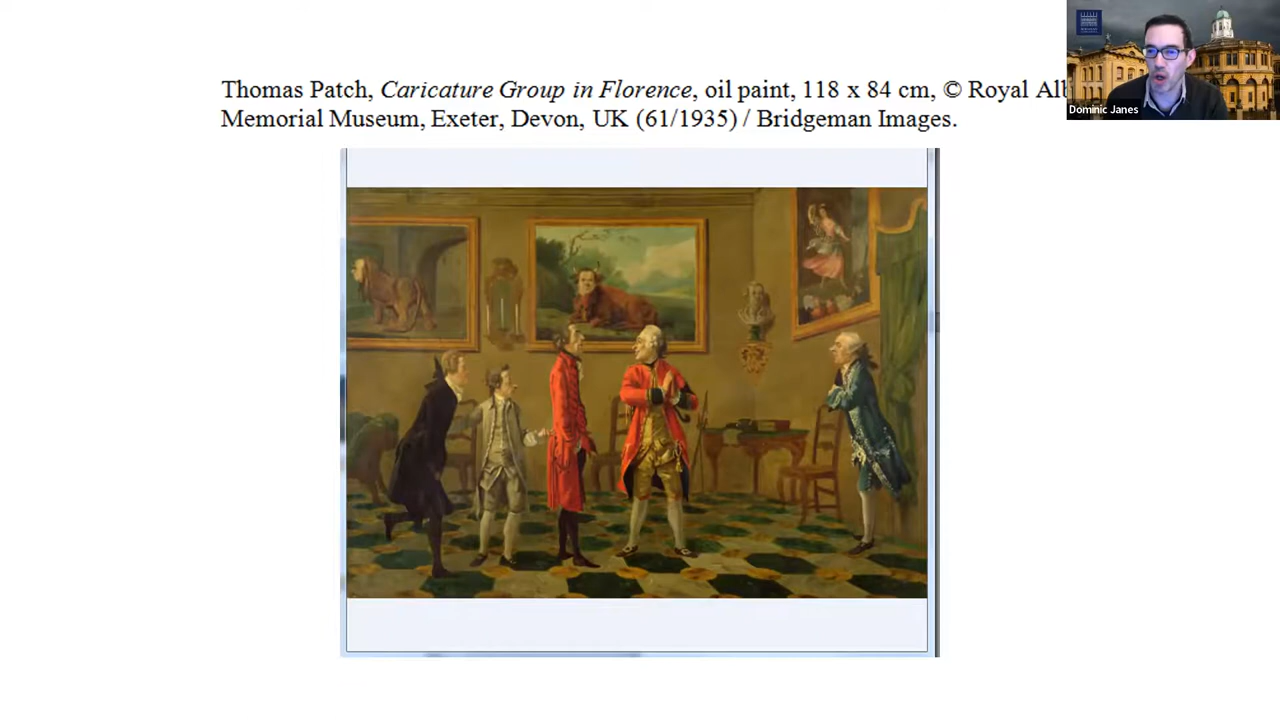 Thomas Patch, Caricature Group in Florence, oil paint, 118 x 84 cm, © Royal
Memorial Museum, Exeter, Devon, UK (61/1935) / Bridgeman Images.
Dominic Janes